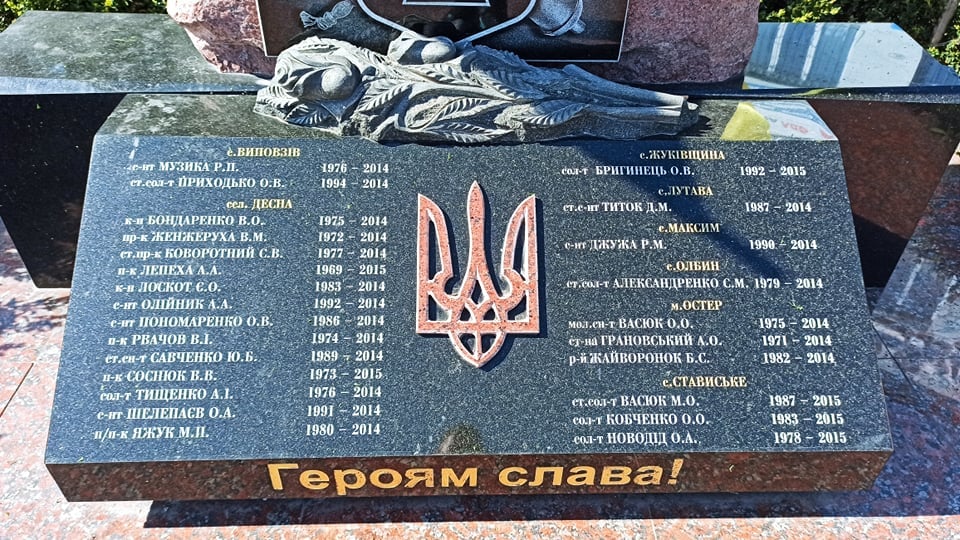 с.ВИПОВЗІВ
с-нт МУЗИКА Р.П. 1976 – 2014
ст.сол-т ПРИХОДЬКО О.В. 1994 – 2014
сел. ДЕСНА
к-н БОНДАРЕНКО В.О. 1975 – 2014
пр-к ЖЕНЖЕРУХА В.М. 1972 – 2014
ст.пр-к КОВОРОТНИЙ С.В. 1977 – 2014
п-к ЛЕПЕХА А.А. 1969 – 2015
к-н ЛОСКОТ Є.О. 1983 – 2014
с-нт ОЛІЙНИК А.А. 1992 – 2014
с-нт ПОНОМАРЕНКО О.В. 1986 – 2014
п-к РВАЧОВ В.І. 1974 – 2014
ст.сн-т САВЧЕНКО Ю.Б. 1989 – 2014
п-к СОСНЮК В.В. 1973 – 2015
сол-т ТИЩЕНКО А.І. 1976 – 2014
с-нт ШЕЛЕПАЄВ О.А. 1991 – 2014
п/п-к ЯЖУК М.П. 1980 – 2014
с.ЖУКІВЩИНА
сол-т БРИГИНЕЦЬ О.В. 1992 – 2015
с.ЛУТАВА
ст.с-нт ТИТОК Д.М. 1987 – 2014
с.МАКСИМ
с-нт ДЖУЖА Р.М. 1990 – 2014
с.ОЛБИН
ст.сол-т АЛЕКСАНДРЕНКО С.М. 1979 – 2014
м.ОСТЕР
мол.сн-т ВАСЮК О.О. 1975 – 2014
сл-на ГРАНОВСЬКИЙ А.О. 1971 – 2014
р-й ЖАЙВОРОНОК Б.С. 1982 – 2014
с.СТАВИСЬКЕ
ст.сол-т ВАСЮК М.О. 1987 – 2015
сол-т КОБЧЕНКО О.О. 1983 – 2015
сол-т НОВОДІД О.А. 1978 – 2015
Героям слава!